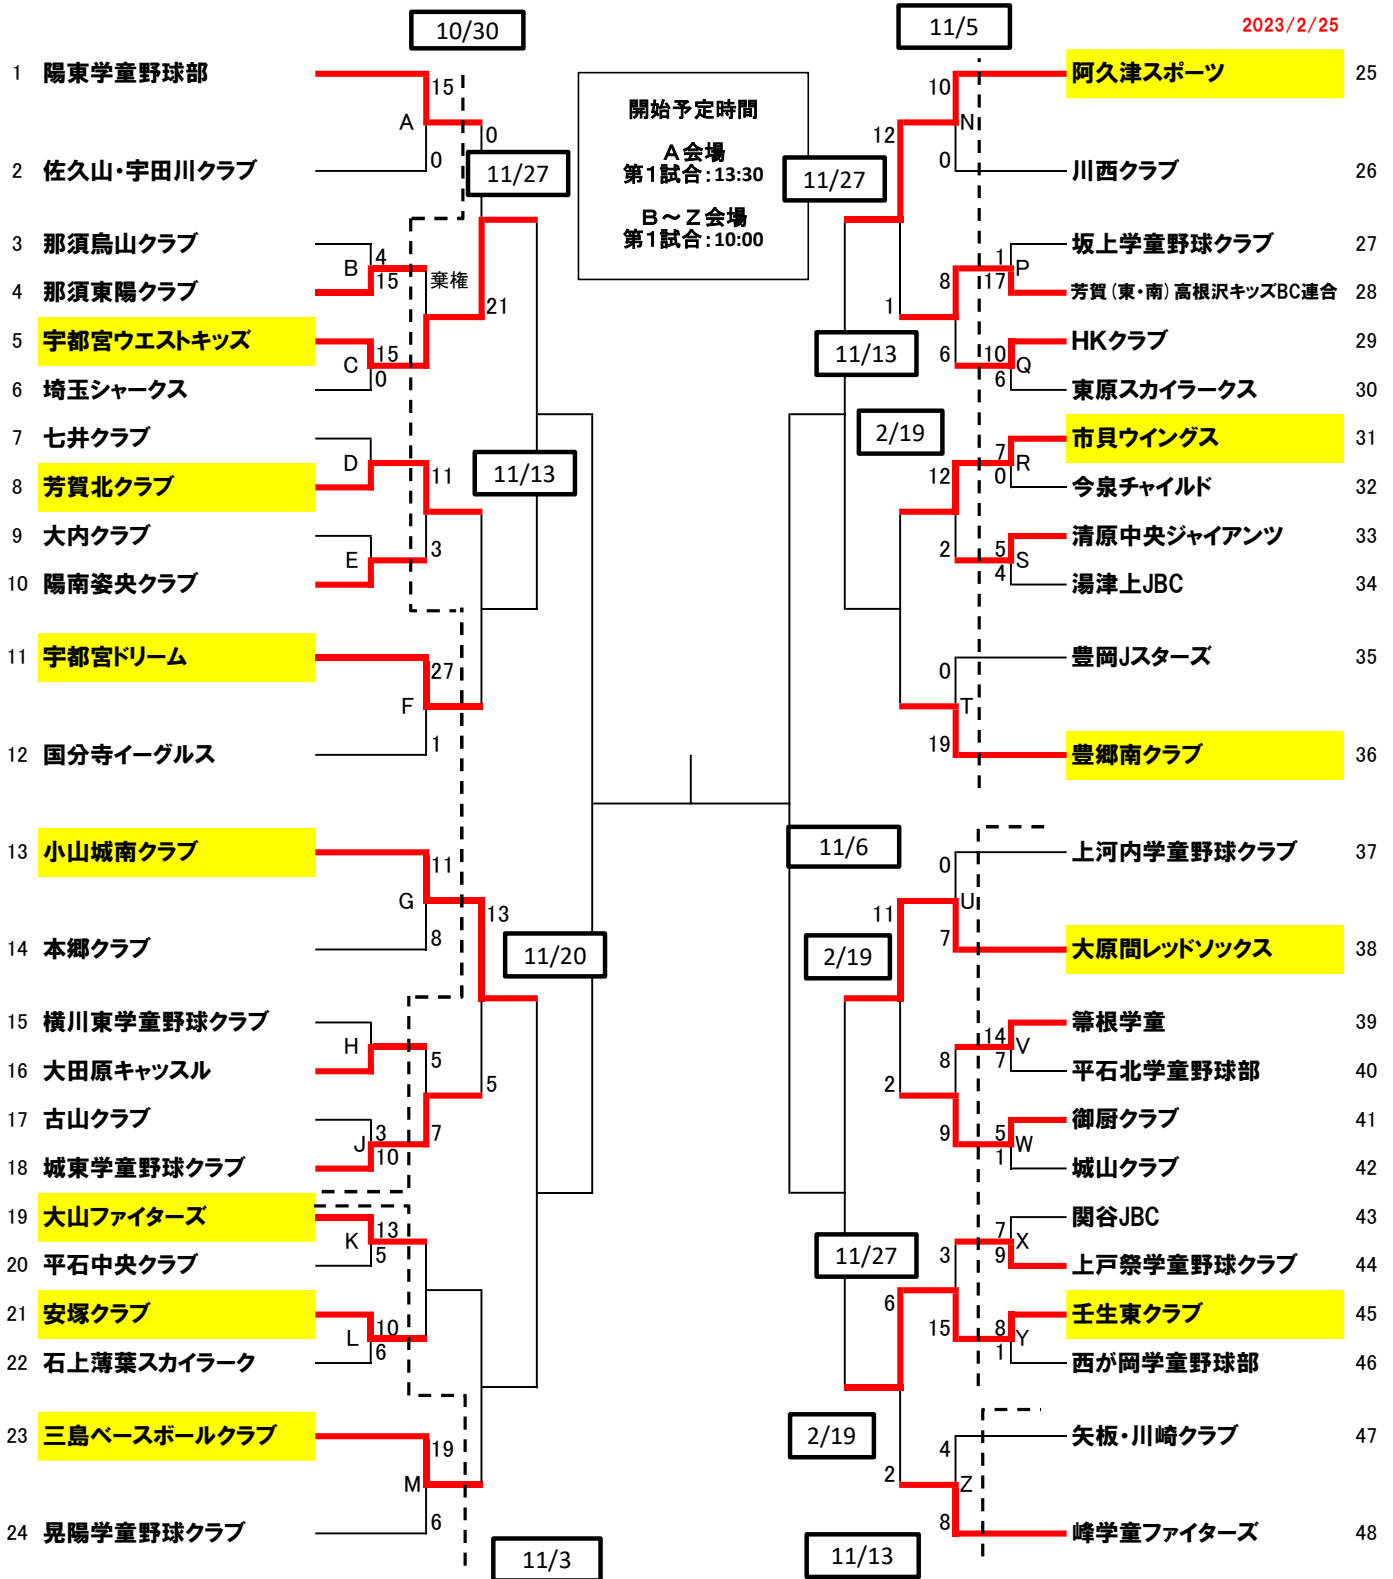 10/30
11/5
2023/2/25
1 陽東学童野球部
15
A
0
0
2 佐久山・宇田川クラブ
11/27
3 那須烏山クラブ
4
B
15
棄権
4 那須東陽クラブ
21
5 宇都宮ウエストキッズ
15
C
0
6 埼玉シャークス
7 七井クラブ
D
11
11/13
8 芳賀北クラブ
9 大内クラブ
3
E
10 陽南姿央クラブ
11 宇都宮ドリーム
27
F
1
12 国分寺イーグルス
13 小山城南クラブ
11
G
13
8
14 本郷クラブ
11/20
15 横川東学童野球クラブ
H
5
16 大田原キャッスル
5
17 古山クラブ
3
J
7
10
18 城東学童野球クラブ
19 大山ファイターズ
13
K
5
20 平石中央クラブ
21 安塚クラブ
10
L
6
22 石上薄葉スカイラーク
23 三島ベースボールクラブ
19
M
6
24 晃陽学童野球クラブ
11/3
開始予定時間
A会場
第1試合:13:30
B～Z会場
第1試合:10:00
阿久津スポーツ 25
10
12
N
0
11/27
川西クラブ 26
坂上学童野球クラブ 27
1
P
8
17
芳賀(東・南)高根沢キッズBC連合 28
1
11/13
HKクラブ 29
6
10
Q
6
東原スカイラークス 30
2/19
市貝ウイングス 31
7
R
12
0
今泉チャイルド 32
清原中央ジャイアンツ 33
2
5
S
4
湯津上JBC 34
豊岡Jスターズ 35
0
T
19
豊郷南クラブ 36
11/6
上河内学童野球クラブ 37
0
U
11
7
大原間レッドソックス 38
2/19
箒根学童 39
14
V
8
7
平石北学童野球部 40
2
御厨クラブ 41
9
5
W
1
城山クラブ 42
関谷JBC 43
7
X
11/27
3
9
上戸祭学童野球クラブ 44
6
壬生東クラブ 45
15
8
Y
1
西が岡学童野球部 46
2/19
矢板・川崎クラブ 47
4
2
Z
8
峰学童ファイターズ 48
11/13